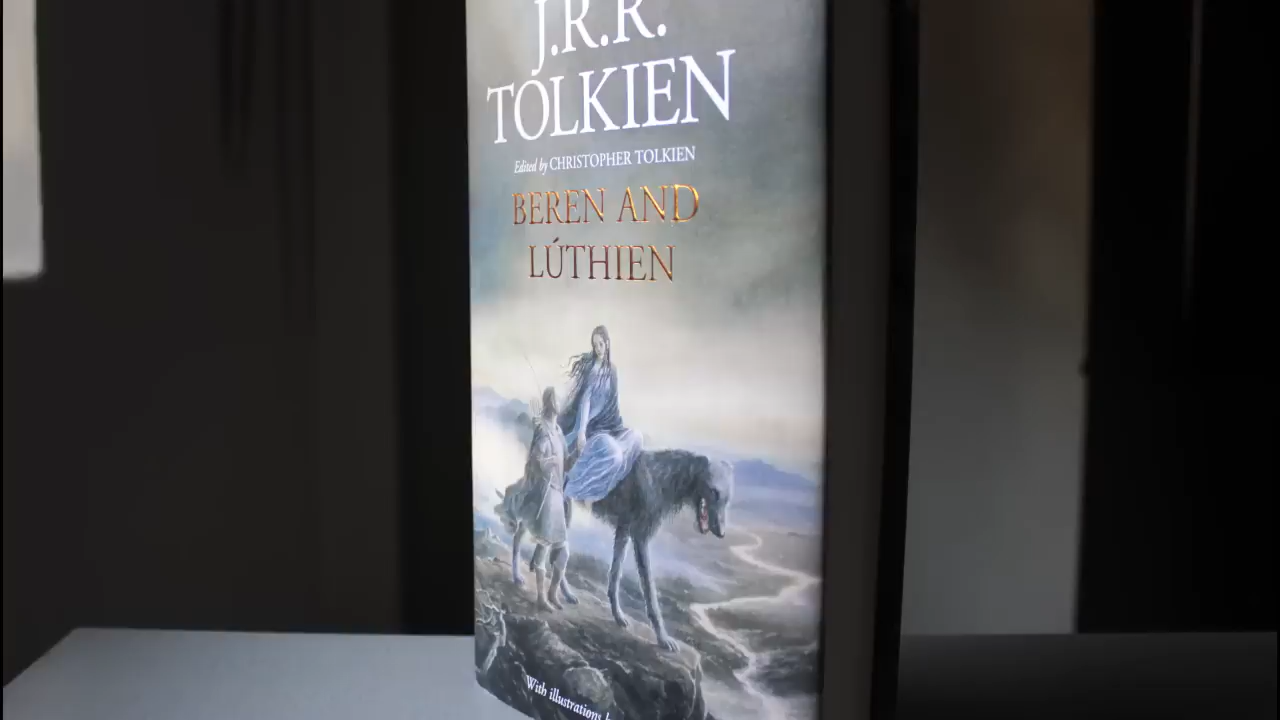 J.R.R.
TOLKIEN
Edited by CHRISTOPHER TOLKIEN
BEREN AND
LÚTHIEN
With illustrations